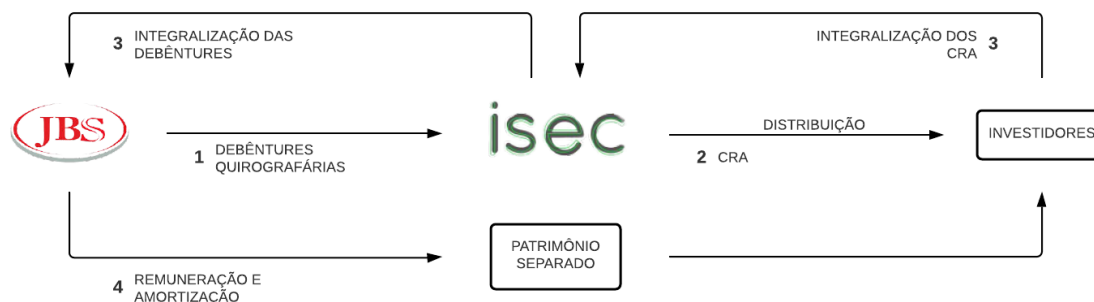 3 INTEGRALIZAÇÃO DAS
DEBÊNTURES
INTEGRALIZAÇÃO DOS 3
CRA
JBS
isec
1 DEBÊNTURES
QUIROGRAFÁRIAS
DISTRIBUIÇÃO
2 CRA
INVESTIDORES
PATRIMÔNIO
SEPARADO
4 REMUNERAÇÃO E
AMORTIZAÇÃO